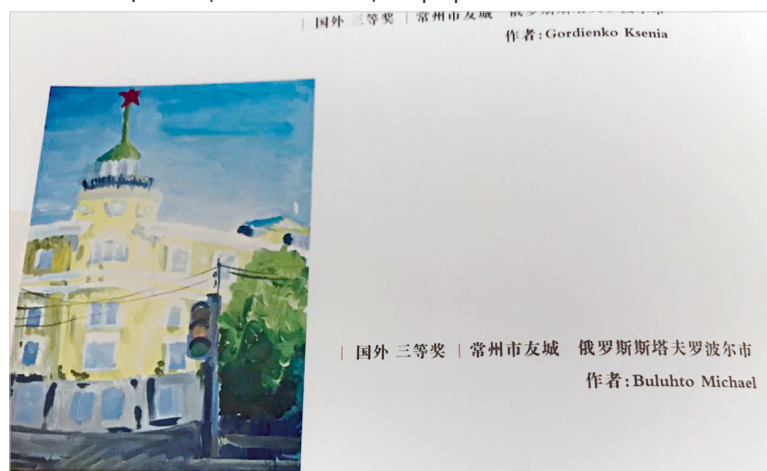 国外 三等奖 | 常州市友城
作者:Gordienko Ksenia
| 国外 三等奖 | 常州市友城 俄罗斯斯塔夫罗波尔市
作者:Buluhto Michael